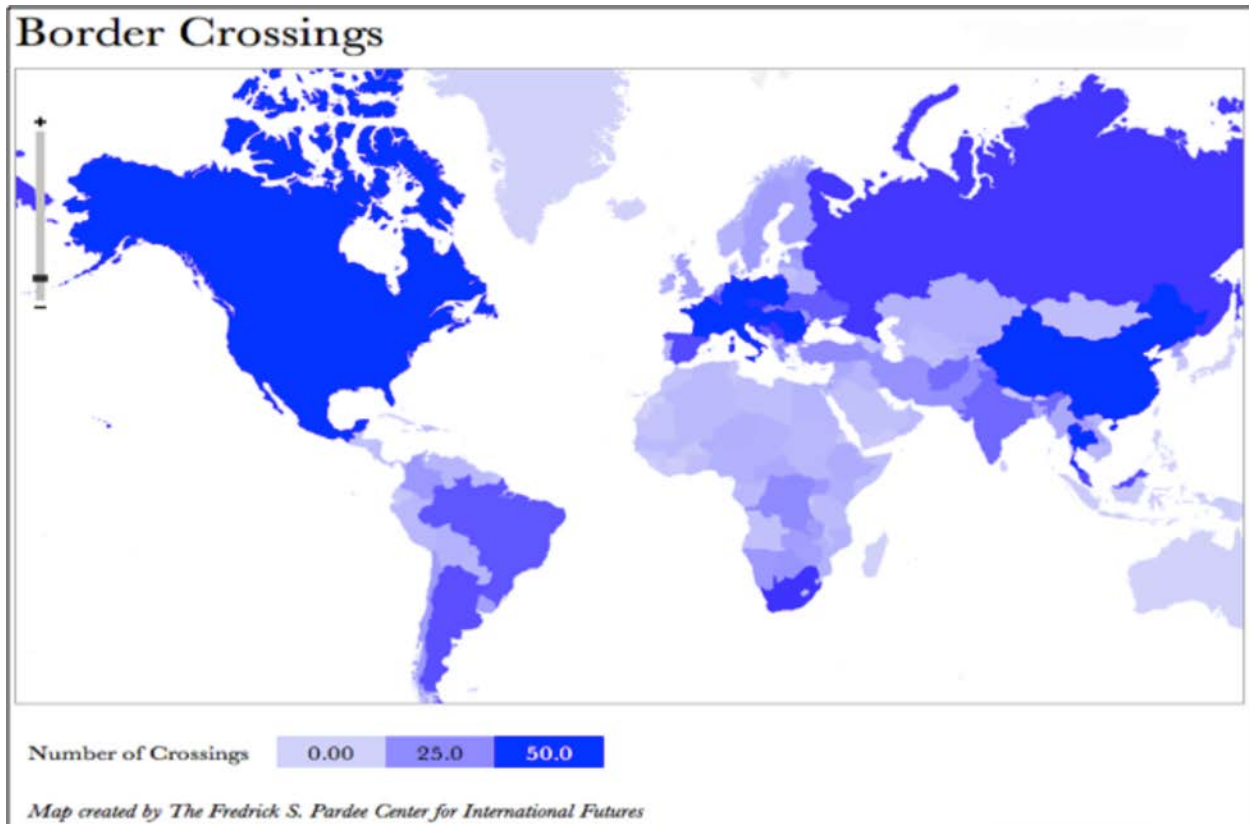 Border Crossings
+
−
Number of Crossings 0.00 25.0 50.0
Map created by The Fredrick S. Pardee Center for International Futures